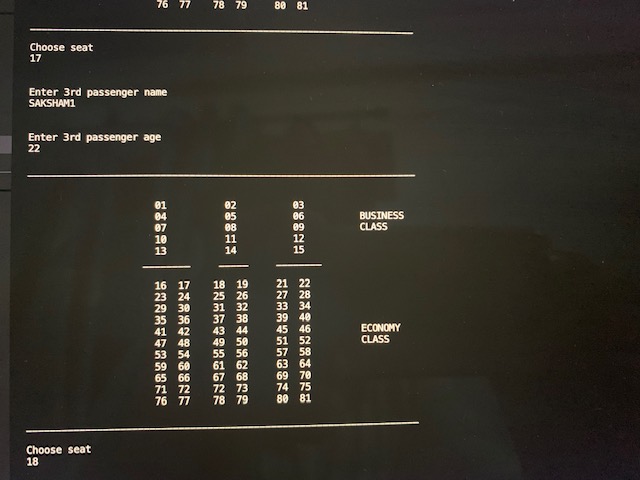 76 77 78 79 80 81
Choose seat
17
Enter 3rd passenger name
SAKSHAM1
Enter 3rd passenger age
22
01 02 03
04 05 06 BUSINESS
07 08 09 CLASS
10 11 12
13 14 15
16 17 18 19 21 22
23 24 25 26 27 28
29 30 31 32 33 34
35 36 37 38 39 40
41 42 43 44 45 46 ECONOMY
47 48 49 50 51 52 CLASS
53 54 55 56 57 58
59 60 61 62 63 64
65 66 67 68 69 70
71 72 72 73 74 75
76 77 78 79 80 81
Choose seat
18